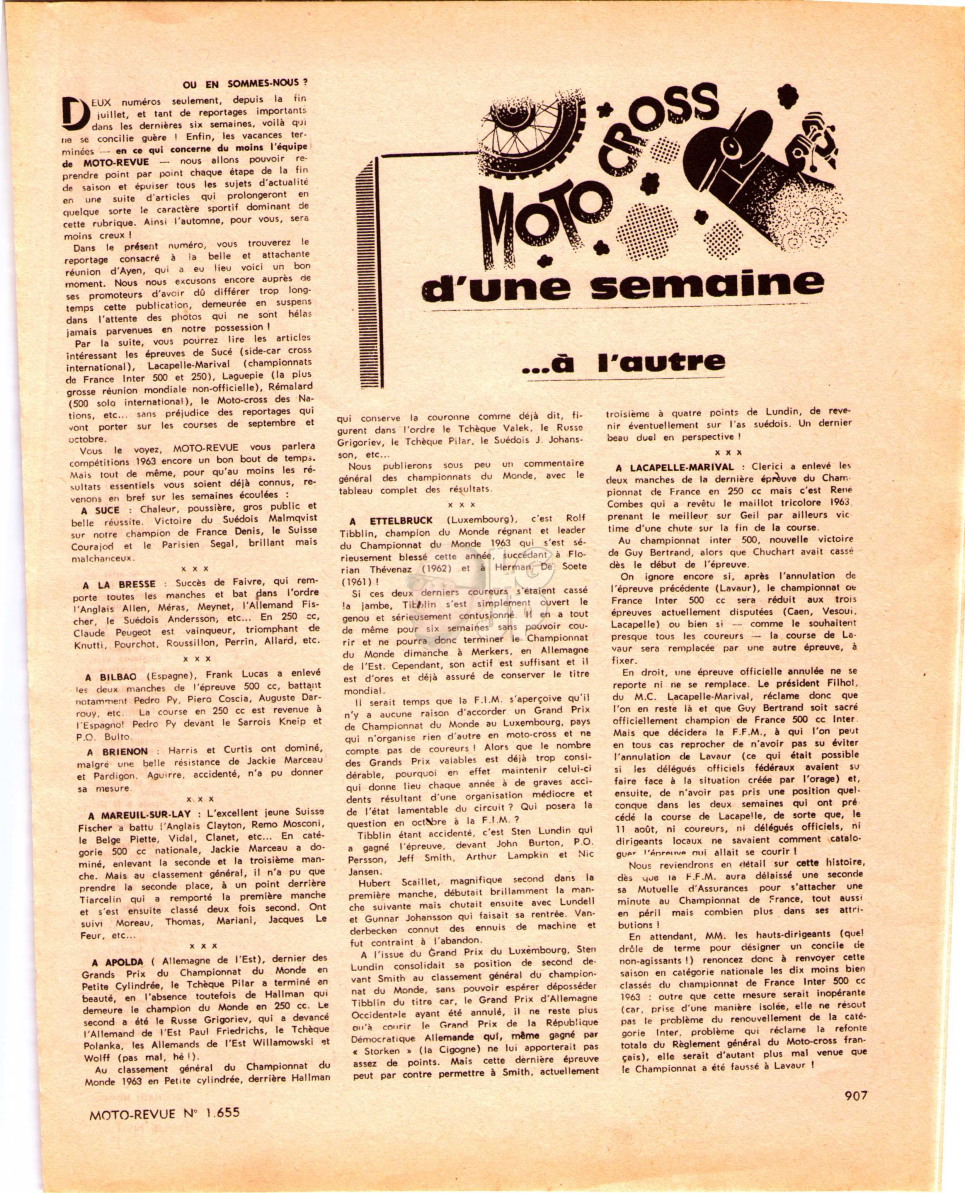 OU EN SOMMES-NOUS ?
DEUX numéros seulement, depuis la fin
juillet, et tant de reportages importants
dans les dernières six semaines, voilà qui
ne se concilie guère ! Enfin, les vacances ter-
minées — en ce qui concerne du moins l'équipe
de MOTO-REVUE — nous allons pouvoir re-
prendre point par point chaque étape de la fin
de saison et épuiser tous les sujets d'actualité
en une suite d'articles qui prolongeront en
quelque sorte le caractère sportif dominant de
cette rubrique. Ainsi l'automne, pour vous, sera
moins creux !
Dans le présent numéro, vous trouverez le
reportage consacré à la belle et attachante
réunion d'Ayen, qui a eu lieu voici un bon
moment. Nous nous excusons encore auprès de
ses promoteurs d'avoir dû différer trop long-
temps cette publication, demeurée en suspens
dans l'attente des photos qui ne sont hélas
jamais parvenues en notre possession !
Par la suite, vous pourrez lire les articles
intéressant les épreuves de Sucé (side-car cross
international), Lacapelle-Marival (championnats
de France Inter 500 et 250), Laguepie (la plus
grosse réunion mondiale non-officielle), Rémalard
(500 solo international), le Moto-cross des Na-
tions, etc... sans préjudice des reportages qui
vont porter sur les courses de septembre et
octobre.
Vous le voyez, MOTO-REVUE vous parlera
compétitions 1963 encore un bon bout de temps.
Mais tout de même, pour qu'au moins les ré-
sultats essentiels vous soient déjà connus, re-
venons en bref sur les semaines écoulées :
A SUCE : Chaleur, poussière, gros public et
belle réussite. Victoire du Suédois Malmqvist
sur notre champion de France Denis, le Suisse
Courajod et le Parisien Segal, brillant mais
malchanceux.
x x x
A LA BRESSE : Succès de Faivre, qui rem-
porte toutes les manches et bat dans l'ordre
l'Anglais Allen, Méras, Meynet, l'Allemand Fis-
cher, le Suédois Andersson, etc... En 250 cc,
Claude Peugeot est vainqueur, triomphant de
Knutti, Pourchot, Roussillon, Perrin, Allard, etc.
x x x
A BILBAO (Espagne), Frank Lucas a enlevé
les deux manches de l'épreuve 500 cc, battant
notamment Pedro Py, Piero Coscia, Auguste Dar-
rouy, etc. La course en 250 cc est revenue à
l'Espagnol Pedro Py devant le Sarrois Kneip et
P.O. Bulto.
A BRIENON : Harris et Curtis ont dominé,
malgré une belle résistance de Jackie Marceau
et Pardigon. Aguirre, accidenté, n'a pu donner
sa mesure.
x x x
A MAREUIL-SUR-LAY : L'excellent jeune Suisse
Fischer a battu l'Anglais Clayton, Remo Mosconi,
le Belge Piette, Vidal, Clanet, etc... En caté-
gorie 500 cc nationale, Jackie Marceau a do-
miné, enlevant la seconde et la troisième man-
che. Mais au classement général, il n'a pu que
prendre la seconde place, à un point derrière
Tiarcelin qui a remporté la première manche
et s'est ensuite classé deux fois second. Ont
suivi Moreau, Thomas, Mariani, Jacques Le
Feur, etc...
x x x
A APOLDA ( Allemagne de l'Est), dernier des
Grands Prix du Championnat du Monde en
Petite Cylindrée, le Tchèque Pilar a terminé en
beauté, en l'absence toutefois de Hallman qui
demeure le champion du Monde en 250 cc. Le
second a été le Russe Grigoriev, qui a devancé
l'Allemand de l'Est Paul Friedrichs, le Tchèque
Polanka, les Allemands de l'Est Willamowski et
Wolff (pas mal, hé !).
Au classement général du Championnat du
Monde 1963 en Petite cylindrée, derrière Hallman
MOTO CROSS
d'une semaine
...à l'autre
qui conserve la couronne comme déjà dit, fi-
gurent dans l'ordre le Tchèque Valek, le Russe
Grigoriev, le Tchèque Pilar, le Suédois J. Johans-
son, etc...
Nous publierons sous peu un commentaire
général des championnats du Monde, avec le
tableau complet des résultats.
x x x
A ETTELBRUCK (Luxembourg), c'est Rolf
Tibblin, champion du Monde régnant et leader
du Championnat du Monde 1963 qui s'est sé-
rieusement blessé cette année, succédant à Flo-
rian Thévenaz (1962) et à Herman De Soete
(1961) !
Si ces deux derniers coureurs s'étaient cassé
la jambe, Tibblin s'est simplement ouvert le
genou et sérieusement contusionné. Il en a tout
de même pour six semaines sans pouvoir cou-
rir et ne pourra donc terminer le Championnat
du Monde dimanche à Merkers, en Allemagne
de l'Est. Cependant, son actif est suffisant et il
est d'ores et déjà assuré de conserver le titre
mondial.
Il serait temps que la F.I.M. s'aperçoive qu'il
n'y a aucune raison d'accorder un Grand Prix
de Championnat du Monde au Luxembourg, pays
qui n'organise rien d'autre en moto-cross et ne
compte pas de coureurs ! Alors que le nombre
des Grands Prix valables est déjà trop consi-
dérable, pourquoi en effet maintenir celui-ci
qui donne lieu chaque année à de graves acci-
dents résultant d'une organisation médiocre et
de l'état lamentable du circuit ? Qui posera la
question en octobre à la F.I.M. ?
Tibblin étant accidenté, c'est Sten Lundin qui
a gagné l'épreuve, devant John Burton, P.O.
Persson, Jeff Smith, Arthur Lampkin et Nic
Jansen.
Hubert Scaillet, magnifique second dans la
première manche, débutait brillamment la man-
che suivante mais chutait ensuite avec Lundell
et Gunnar Johansson qui faisait sa rentrée. Van-
derbecken connut des ennuis de machine et
fut contraint à l'abandon.
A l'issue du Grand Prix du Luxembourg, Sten
Lundin consolidait sa position de second de-
vant Smith au classement général du champion-
nat du Monde, sans pouvoir espérer déposséder
Tibblin du titre car, le Grand Prix d'Allemagne
Occidentale ayant été annulé, il ne reste plus
qu'à courir le Grand Prix de la République
Démocratique Allemande qui, même gagné par
« Storken » (la Cigogne) ne lui apporterait pas
assez de points. Mais cette dernière épreuve
peut par contre permettre à Smith, actuellement
troisième à quatre points de Lundin, de reve-
nir éventuellement sur l'as suédois. Un dernier
beau duel en perspective !
x x x
A LACAPELLE-MARIVAL : Clerici a enlevé les
deux manches de la dernière épreuve du Cham-
pionnat de France en 250 cc mais c'est René
Combes qui a revêtu le maillot tricolore 1963,
prenant le meilleur sur Geil par ailleurs vic-
time d'une chute sur la fin de la course.
Au championnat inter 500, nouvelle victoire
de Guy Bertrand, alors que Chuchart avait cassé
dès le début de l'épreuve.
On ignore encore si, après l'annulation de
l'épreuve précédente (Lavaur), le championnat de
France Inter 500 cc sera réduit aux trois
épreuves actuellement disputées (Caen, Vesoul,
Lacapelle) ou bien si — comme le souhaitent
presque tous les coureurs — la course de La-
vaur sera remplacée par une autre épreuve, à
fixer.
En droit, une épreuve officielle annulée ne se
reporte ni ne se remplace. Le président Filhol,
du M.C. Lacapelle-Marival, réclame donc que
l'on en reste là et que Guy Bertrand soit sacré
officiellement champion de France 500 cc Inter.
Mais que décidera la F.F.M., à qui l'on peut
en tous cas reprocher de n'avoir pas su éviter
l'annulation de Lavaur (ce qui était possible
si les délégués officiels fédéraux avaient su
faire face à la situation créée par l'orage) et,
ensuite, de n'avoir pas pris une position quel-
conque dans les deux semaines qui ont pré-
cédé la course de Lacapelle, de sorte que, le
11 août, ni coureurs, ni délégués officiels, ni
dirigeants locaux ne savaient comment catalo-
guer l'épreuve qui allait se courir !
Nous reviendrons en détail sur cette histoire,
dès que la F.F.M. aura délaissé une seconde
sa Mutuelle d'Assurances pour s'attacher une
minute au Championnat de France, tout aussi
en péril mais combien plus dans ses attri-
butions !
En attendant, MM. les hauts-dirigeants (quel
drôle de terme pour désigner un concile de
non-agissants !) renoncez donc à renvoyer cette
saison en catégorie nationale les dix moins bien
classés du championnat de France Inter 500 cc
1963 : outre que cette mesure serait inopérante
(car, prise d'une manière isolée, elle ne résout
pas le problème du renouvellement de la caté-
gorie Inter, problème qui réclame la refonte
totale du Règlement général du Moto-cross fran-
çais), elle serait d'autant plus mal venue que
le Championnat a été faussé à Lavaur !
907
MOTO-REVUE N° 1.655